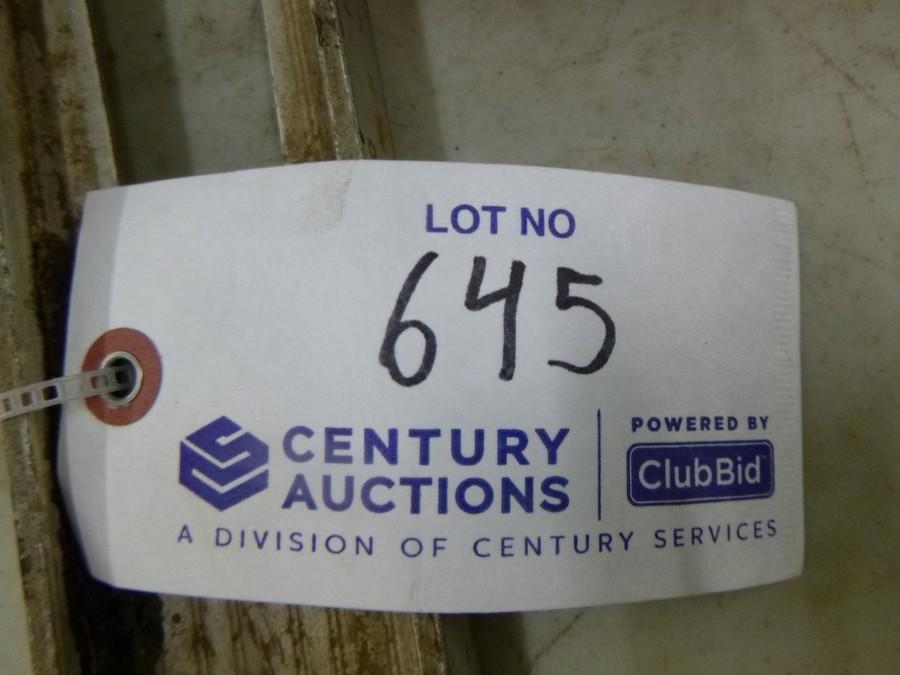 LOT NO
645
CENTURY
AUCTIONS
A DIVISION OF CENTURY SERVICES
POWERED BY
ClubBid